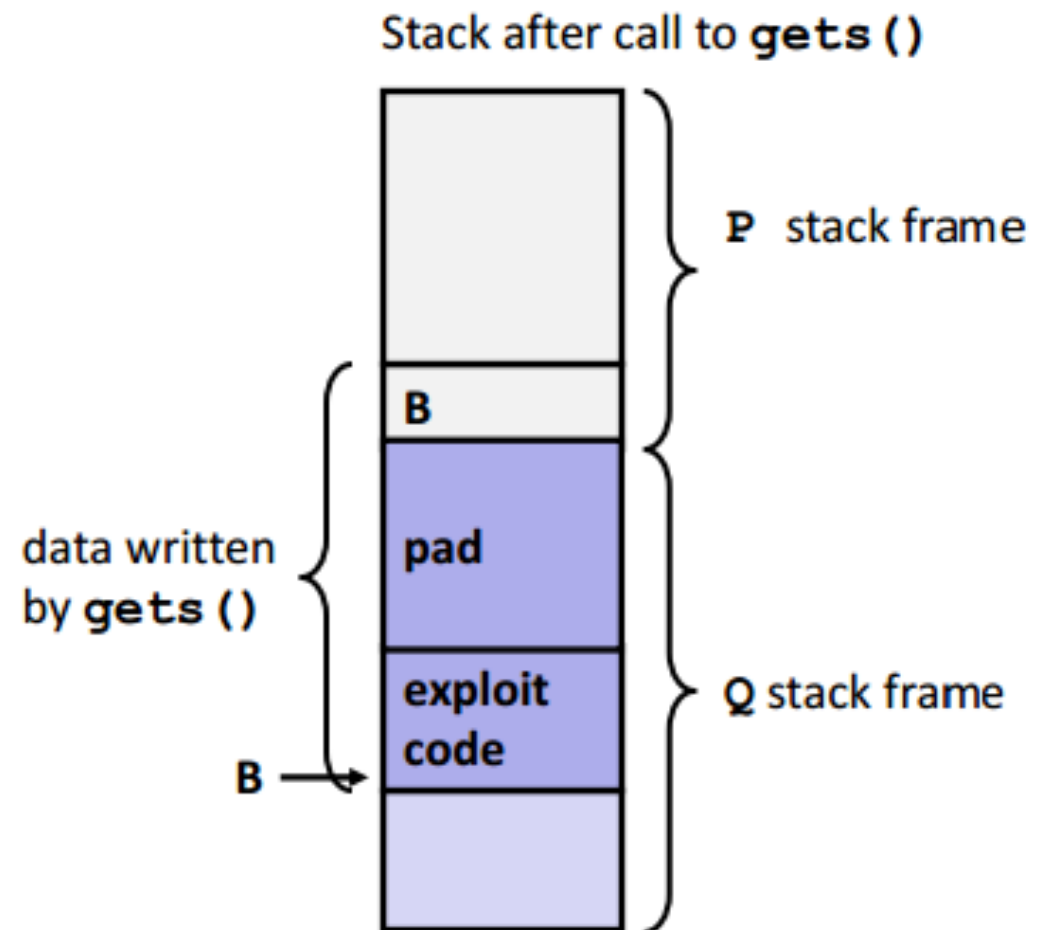 Stack after call to gets()
P stack frame
B
data written
by gets()
pad
exploit
code
Q stack frame
B